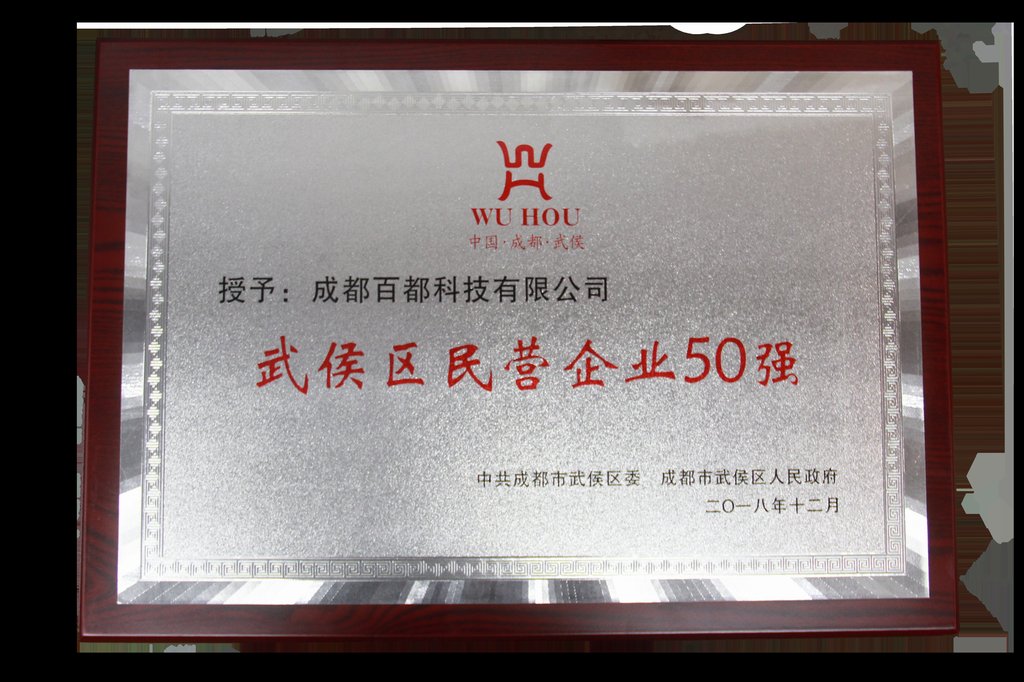 WU HOU
中国·成都·武侯
授予：成都百都科技有限公司
武侯区民营企业50强
中共成都市武侯区委 成都市武侯区人民政府
二〇一八年十二月